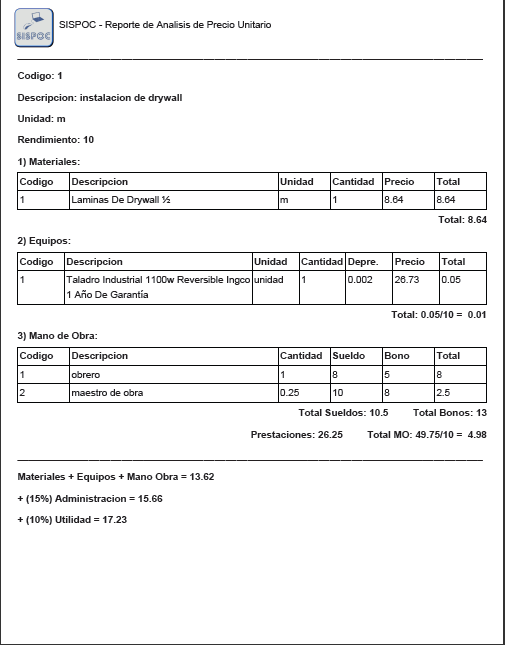 SISPOC
SISPOC - Reporte de Analisis de Precio Unitario
Codigo: 1
Descripcion: instalacion de drywall
Unidad: m
Rendimiento: 10
1) Materiales:
Codigo Descripcion Unidad Cantidad Precio Total
1 Laminas De Drywall ½ m 1 8.64 8.64
Total: 8.64
2) Equipos:
Codigo Descripcion Unidad Cantidad Depre. Precio Total
1 Taladro Industrial 1100w Reversible Ingco unidad 1 0.002 26.73 0.05
1 Año De Garantía
Total: 0.05/10 = 0.01
3) Mano de Obra:
Codigo Descripcion Cantidad Sueldo Bono Total
1 obrero 1 8 5 8
2 maestro de obra 0.25 10 8 2.5
Total Sueldos: 10.5 Total Bonos: 13
Prestaciones: 26.25 Total MO: 49.75/10 = 4.98
Materiales + Equipos + Mano Obra = 13.62
+ (15%) Administracion = 15.66
+ (10%) Utilidad = 17.23